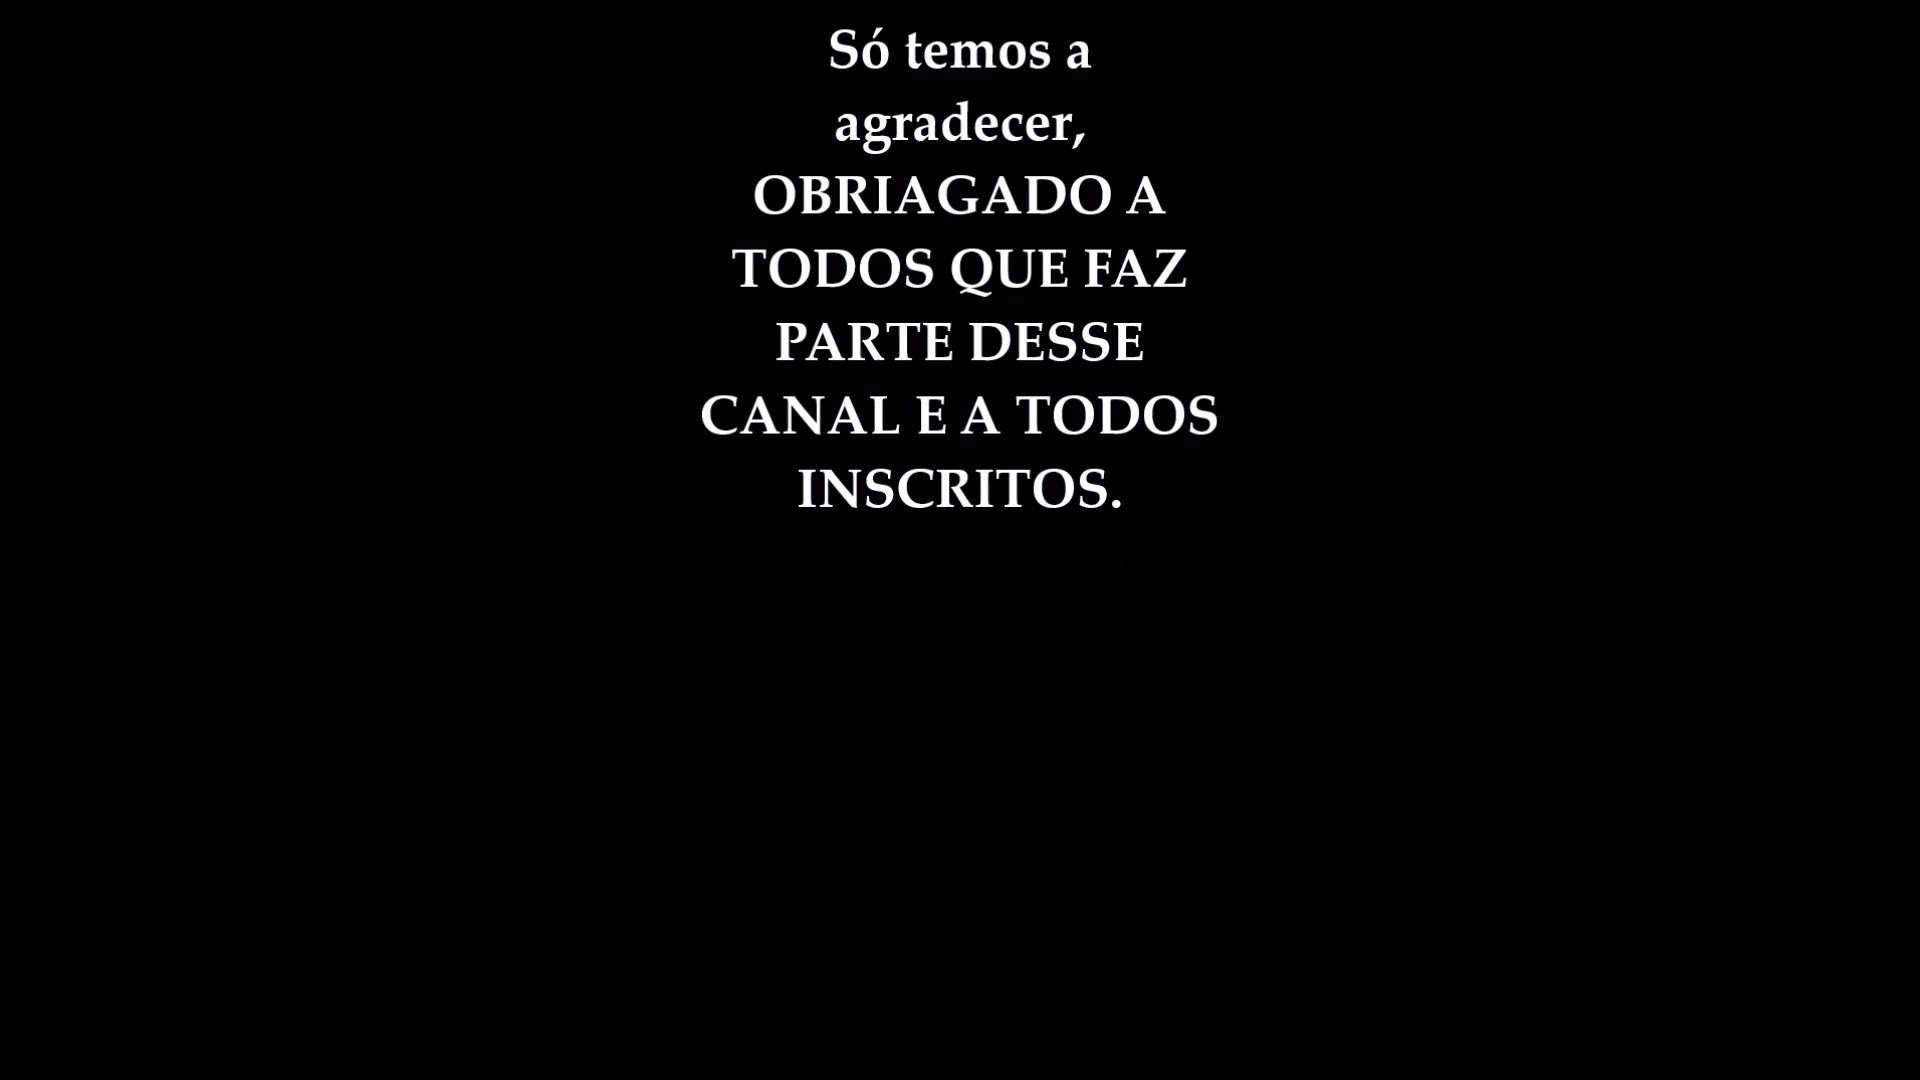 Só temos a
agradecer,
OBRIAGADO A
TODOS QUE FAZ
PARTE DESSE
CANAL E A TODOS
INSCRITOS.